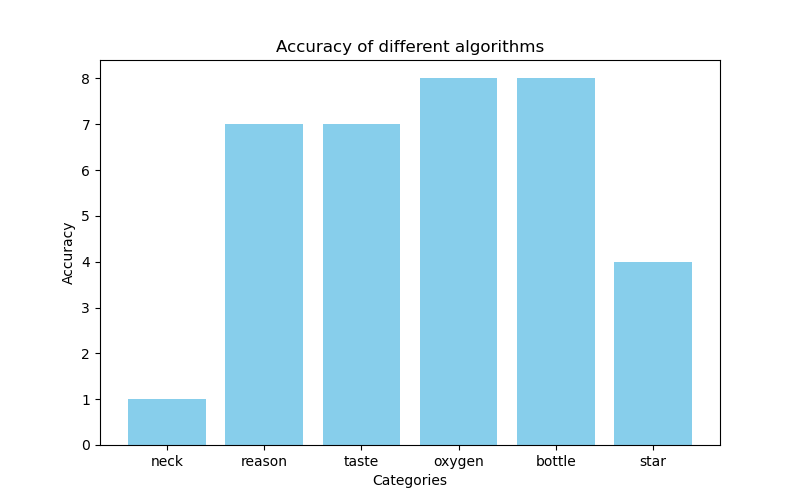 Accuracy of different algorithms
8
7
6
5
4
3
2
1
0
Accuracy
neck reason taste oxygen bottle star
Categories